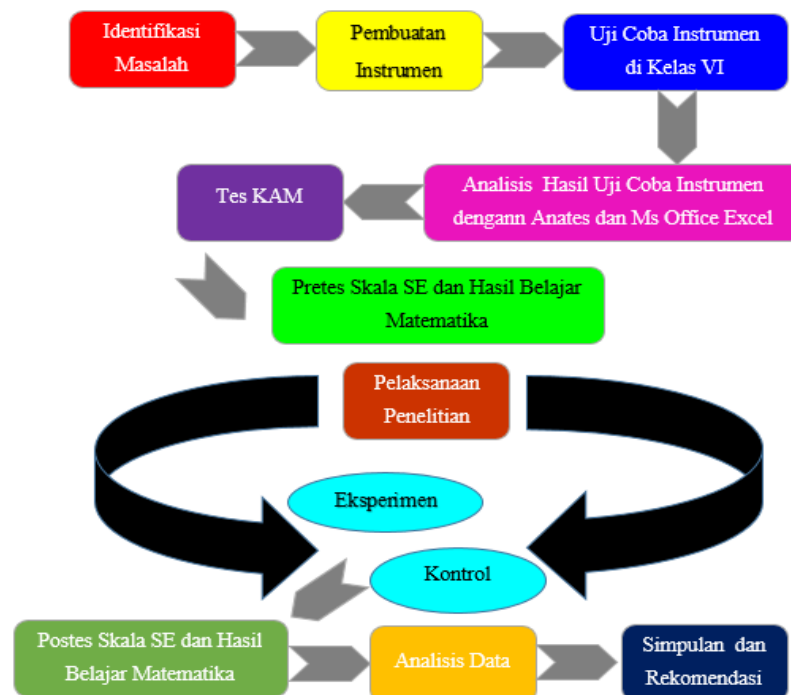 Identifikasi
Masalah
Pembuatan
Instrumen
Uji Coba Instrumen
di Kelas VI
Analisis Hasil Uji Coba Instrumen
dengann Anates dan Ms Office Excel
Tes KAM
Pretes Skala SE dan Hasil Belajar
Matematika
Pelaksanaan
Penelitian
Eksperimen
Kontrol
Postes Skala SE dan Hasil
Belajar Matematika
Analisis Data
Simpulan dan
Rekomendasi